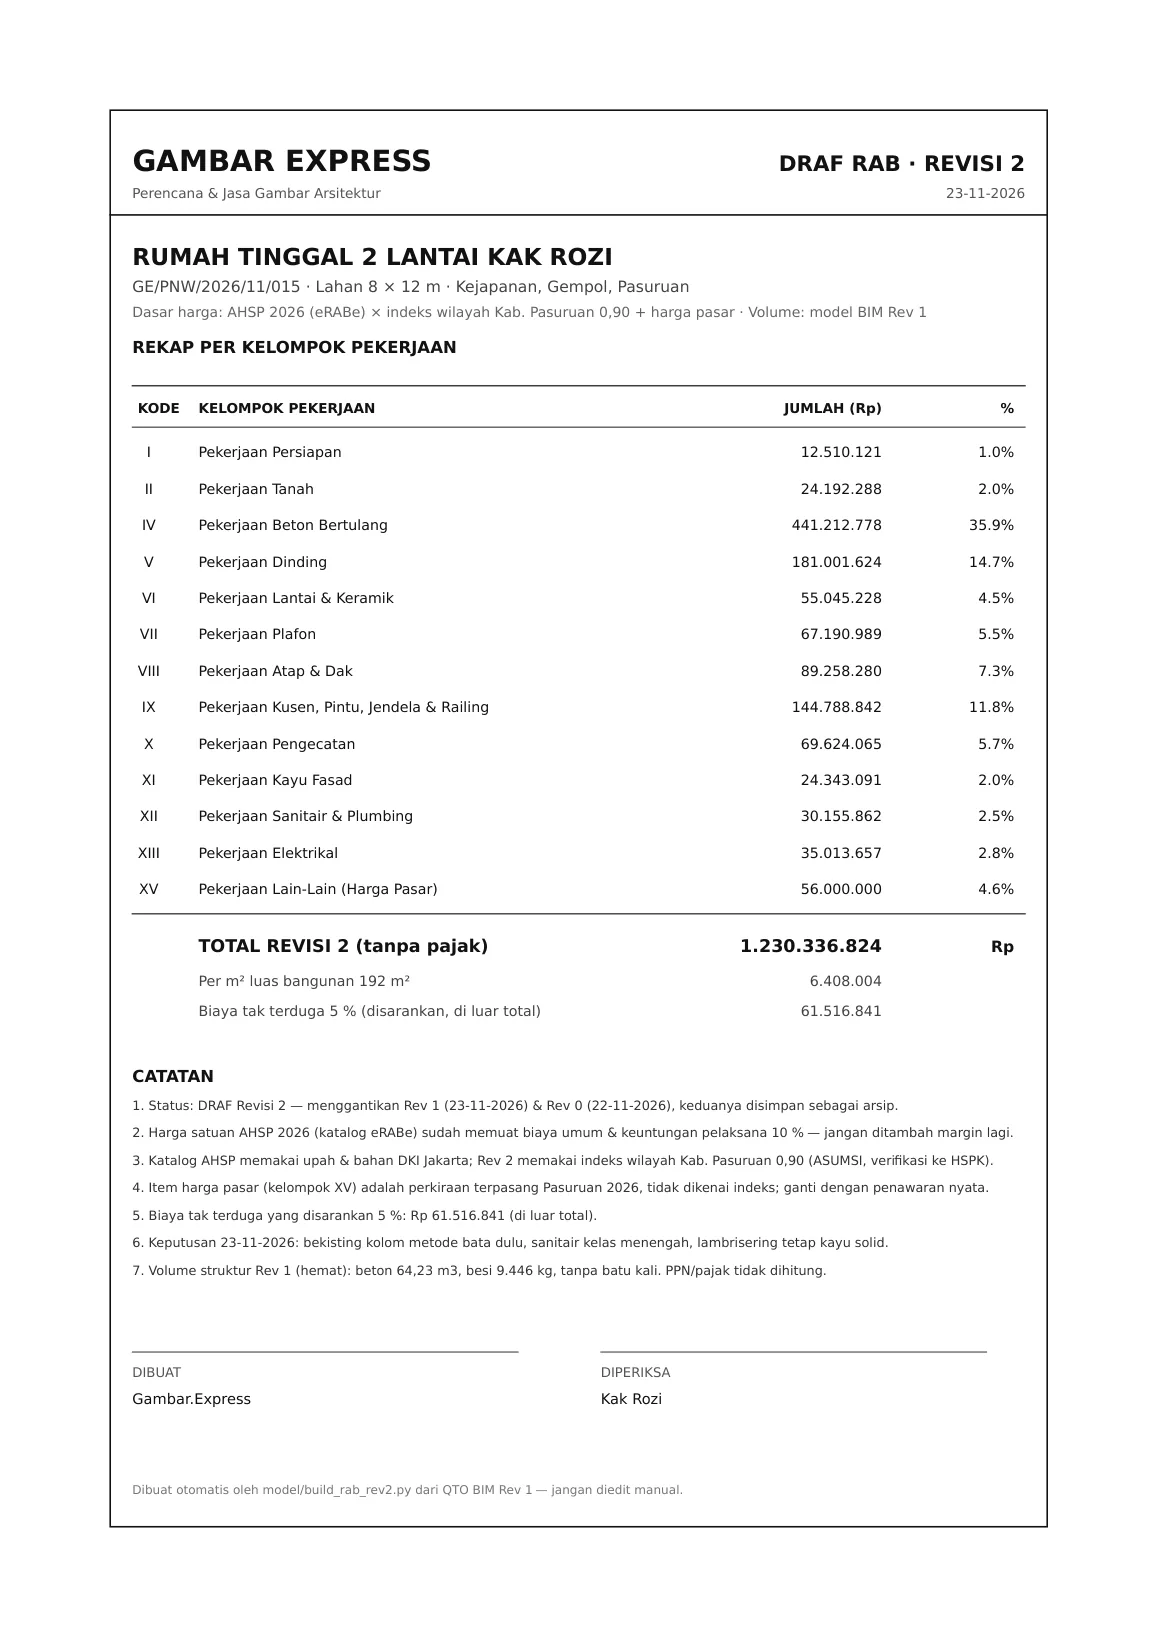 GAMBAR EXPRESS
DRAF RAB · REVISI 2
Perencana & Jasa Gambar Arsitektur
23-11-2026
RUMAH TINGGAL 2 LANTAI KAK ROZI
GE/PNW/2026/11/015 · Lahan 8 × 12 m · Kejapanan, Gempol, Pasuruan
Dasar harga: AHSP 2026 (eRABe) × indeks wilayah Kab. Pasuruan 0,90 + harga pasar · Volume: model BIM Rev 1
REKAP PER KELOMPOK PEKERJAAN
KODE KELOMPOK PEKERJAAN JUMLAH (Rp) %
I Pekerjaan Persiapan 12.510.121 1.0%
II Pekerjaan Tanah 24.192.288 2.0%
IV Pekerjaan Beton Bertulang 441.212.778 35.9%
V Pekerjaan Dinding 181.001.624 14.7%
VI Pekerjaan Lantai & Keramik 55.045.228 4.5%
VII Pekerjaan Plafon 67.190.989 5.5%
VIII Pekerjaan Atap & Dak 89.258.280 7.3%
IX Pekerjaan Kusen, Pintu, Jendela & Railing 144.788.842 11.8%
X Pekerjaan Pengecatan 69.624.065 5.7%
XI Pekerjaan Kayu Fasad 24.343.091 2.0%
XII Pekerjaan Sanitair & Plumbing 30.155.862 2.5%
XIII Pekerjaan Elektrikal 35.013.657 2.8%
XV Pekerjaan Lain-Lain (Harga Pasar) 56.000.000 4.6%
TOTAL REVISI 2 (tanpa pajak) 1.230.336.824 Rp
Per m² luas bangunan 192 m² 6.408.004
Biaya tak terduga 5 % (disarankan, di luar total) 61.516.841
CATATAN
1. Status: DRAF Revisi 2 — menggantikan Rev 1 (23-11-2026) & Rev 0 (22-11-2026), keduanya disimpan sebagai arsip.
2. Harga satuan AHSP 2026 (katalog eRABe) sudah memuat biaya umum & keuntungan pelaksana 10 % — jangan ditambah margin lagi.
3. Katalog AHSP memakai upah & bahan DKI Jakarta; Rev 2 memakai indeks wilayah Kab. Pasuruan 0,90 (ASUMSI, verifikasi ke HSPK).
4. Item harga pasar (kelompok XV) adalah perkiraan terpasang Pasuruan 2026, tidak dikenai indeks; ganti dengan penawaran nyata.
5. Biaya tak terduga yang disarankan 5 %: Rp 61.516.841 (di luar total).
6. Keputusan 23-11-2026: bekisting kolom metode bata dulu, sanitair kelas menengah, lambrisering tetap kayu solid.
7. Volume struktur Rev 1 (hemat): beton 64,23 m3, besi 9.446 kg, tanpa batu kali. PPN/pajak tidak dihitung.
DIBUAT
DIPERIKSA
Gambar.Express
Kak Rozi
Dibuat otomatis oleh model/build_rab_rev2.py dari QTO BIM Rev 1 — jangan diedit manual.